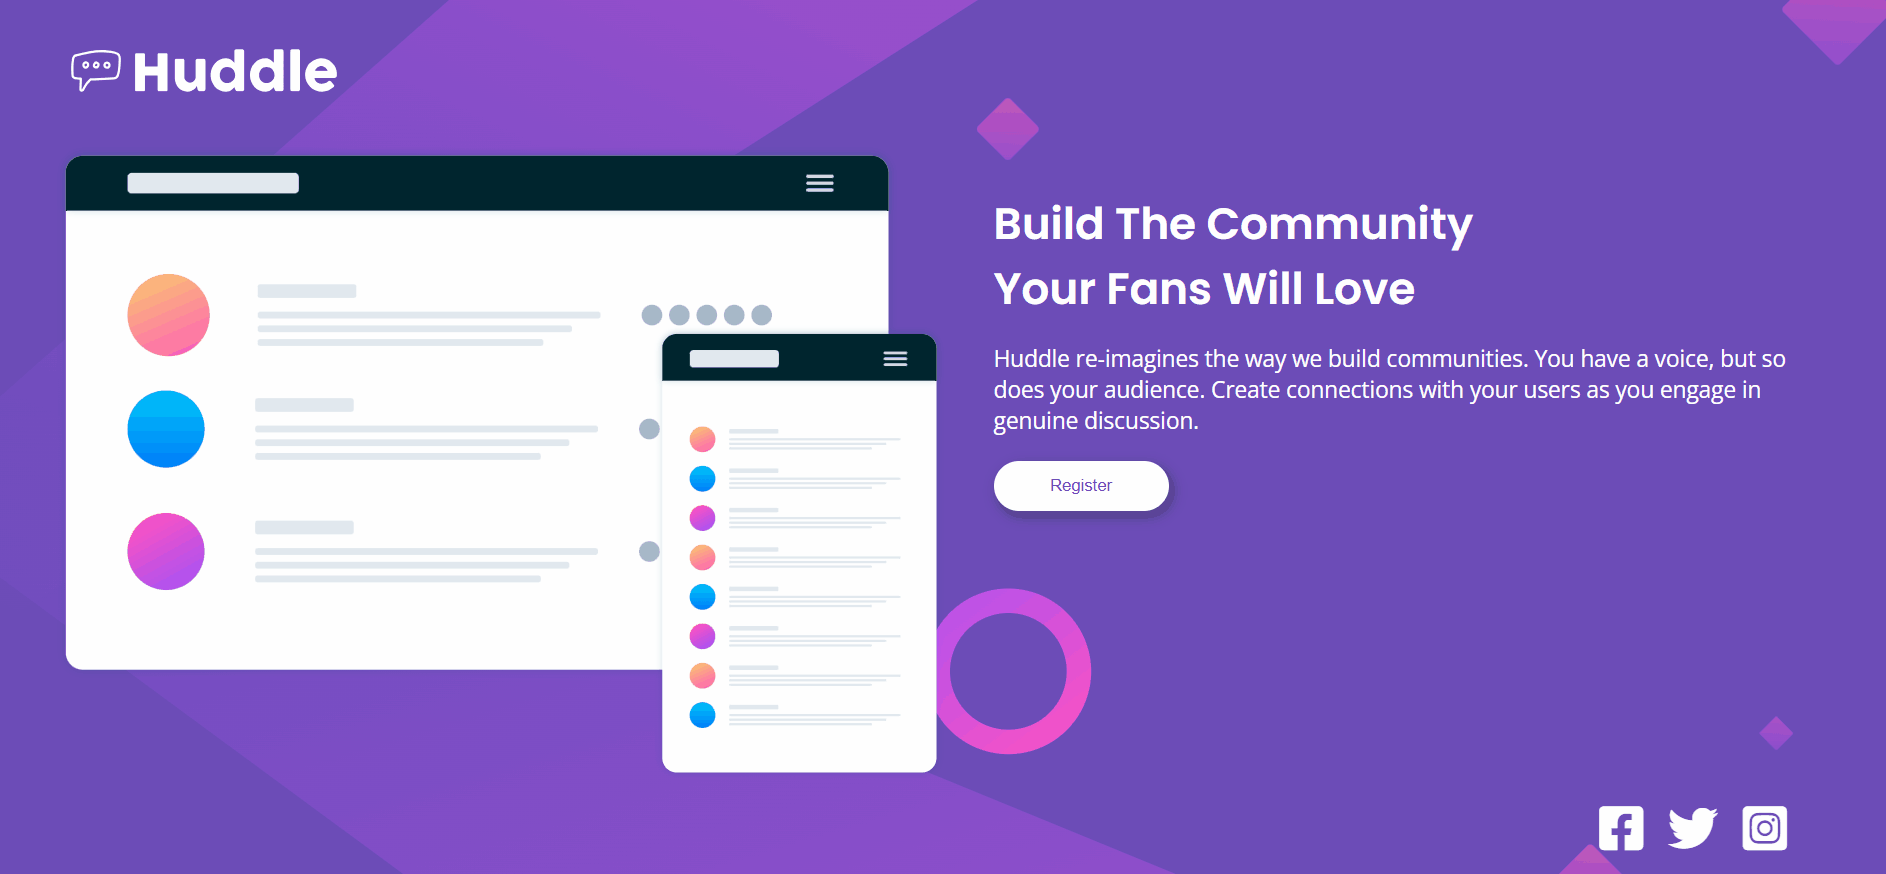 Huddle
Build The Community
Your Fans Will Love
Huddle re-imagines the way we build communities. You have a voice, but so
does your audience. Create connections with your users as you engage in
genuine discussion.
Register